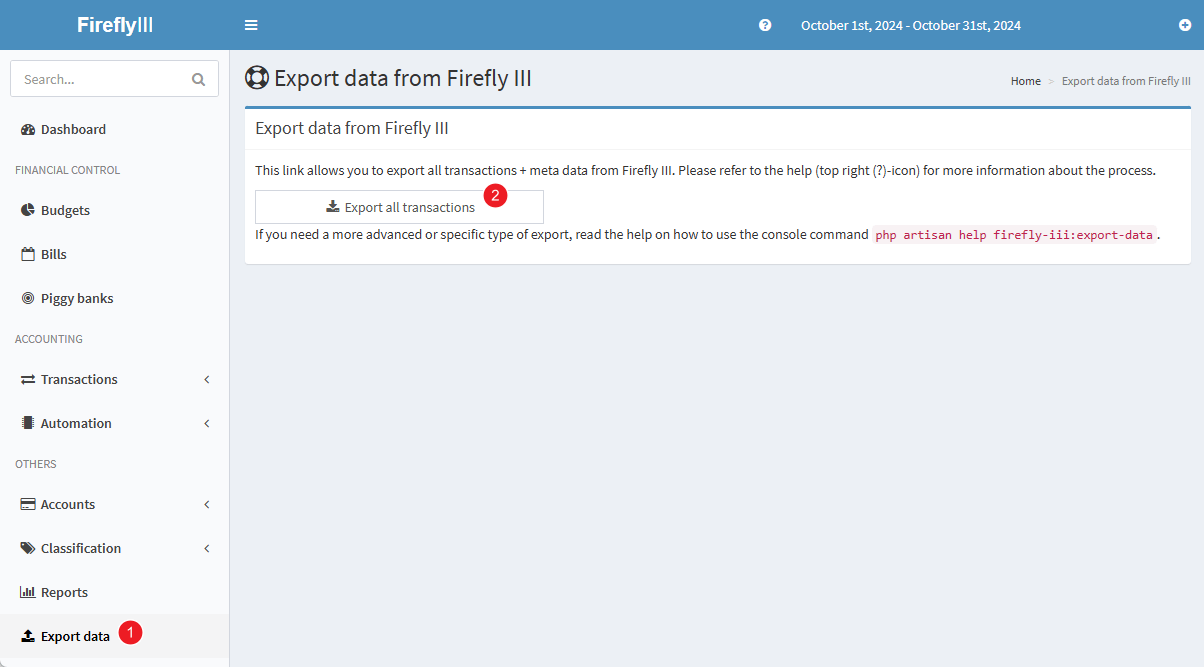 FireflyIII
October 1st, 2024 - October 31st, 2024
Search...
Dashboard
FINANCIAL CONTROL
Budgets
Bills
Piggy banks
ACCOUNTING
Transactions
Automation
OTHERS
Accounts
Classification
Reports
Export data 1
Export data from Firefly III
Home > Export data from Firefly III
Export data from Firefly III
This link allows you to export all transactions + meta data from Firefly III. Please refer to the help (top right (?)-icon) for more information about the process.
Export all transactions 2
If you need a more advanced or specific type of export, read the help on how to use the console command php artisan help firefly-iii:export-data.